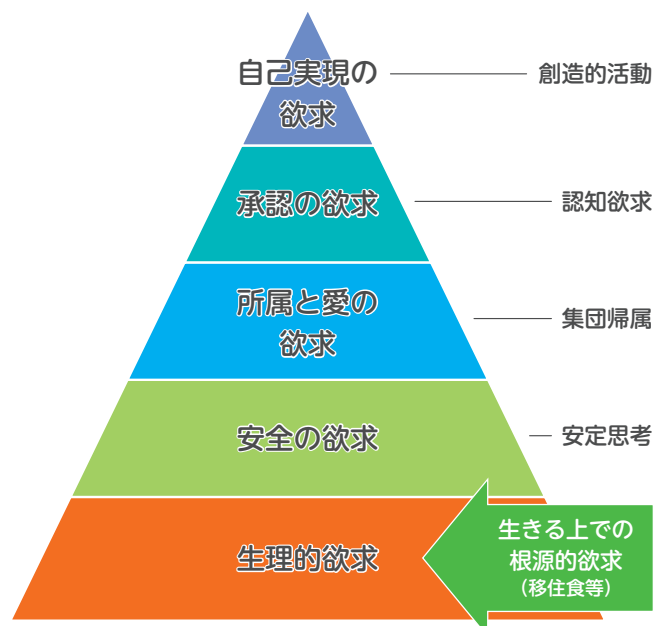 自己実現の
欲求
創造的活動
承認の欲求
認知欲求
所属と愛の
欲求
集団帰属
安全の欲求
安定思考
生理的欲求
生きる上での
根源的欲求
（移住食等）